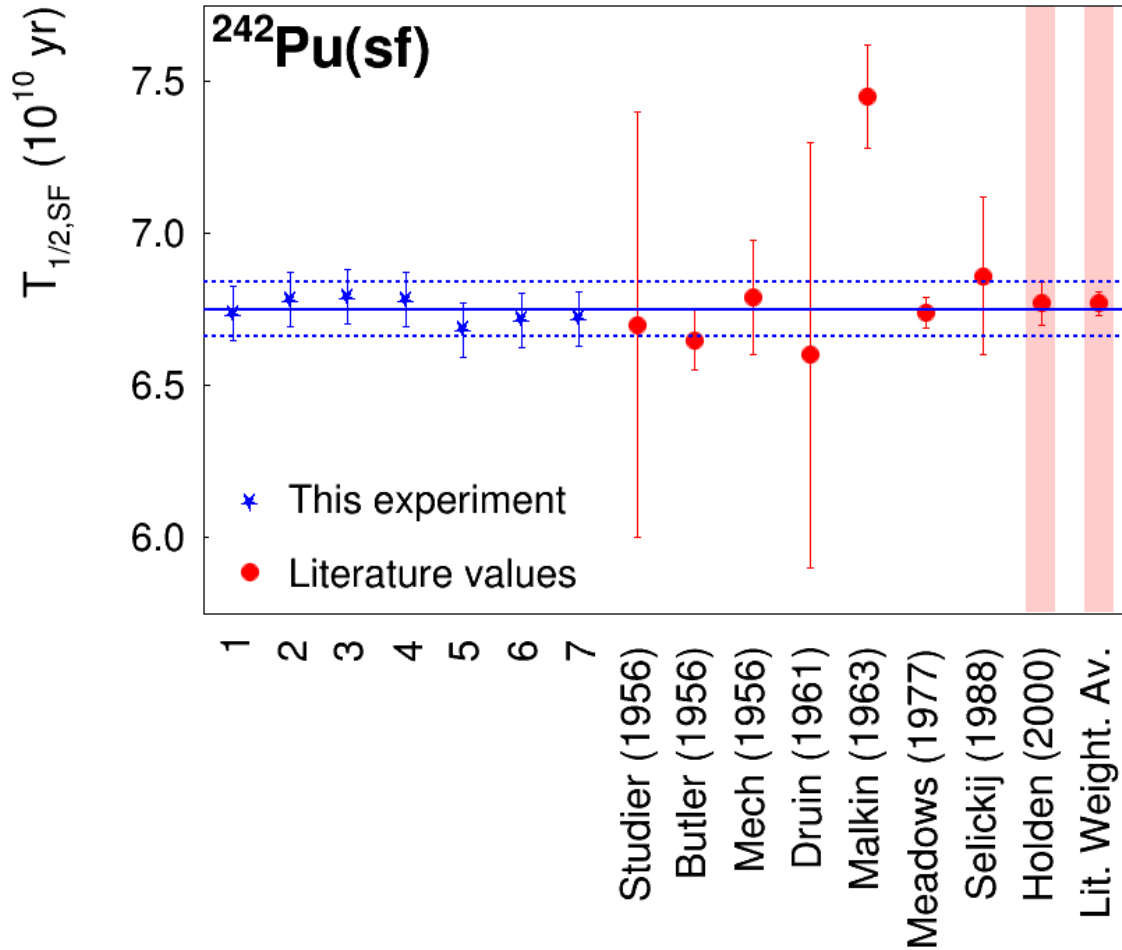 ²⁴²Pu(sf)
T1/2,SF (10¹⁰ yr)
7.5
7.0
6.5
6.0
This experiment
Literature values
1
2
3
4
5
6
7
Studier (1956)
Butler (1956)
Mech (1956)
Druin (1961)
Malkin (1963)
Meadows (1977)
Selickij (1988)
Holden (2000)
Lit. Weight. Av.